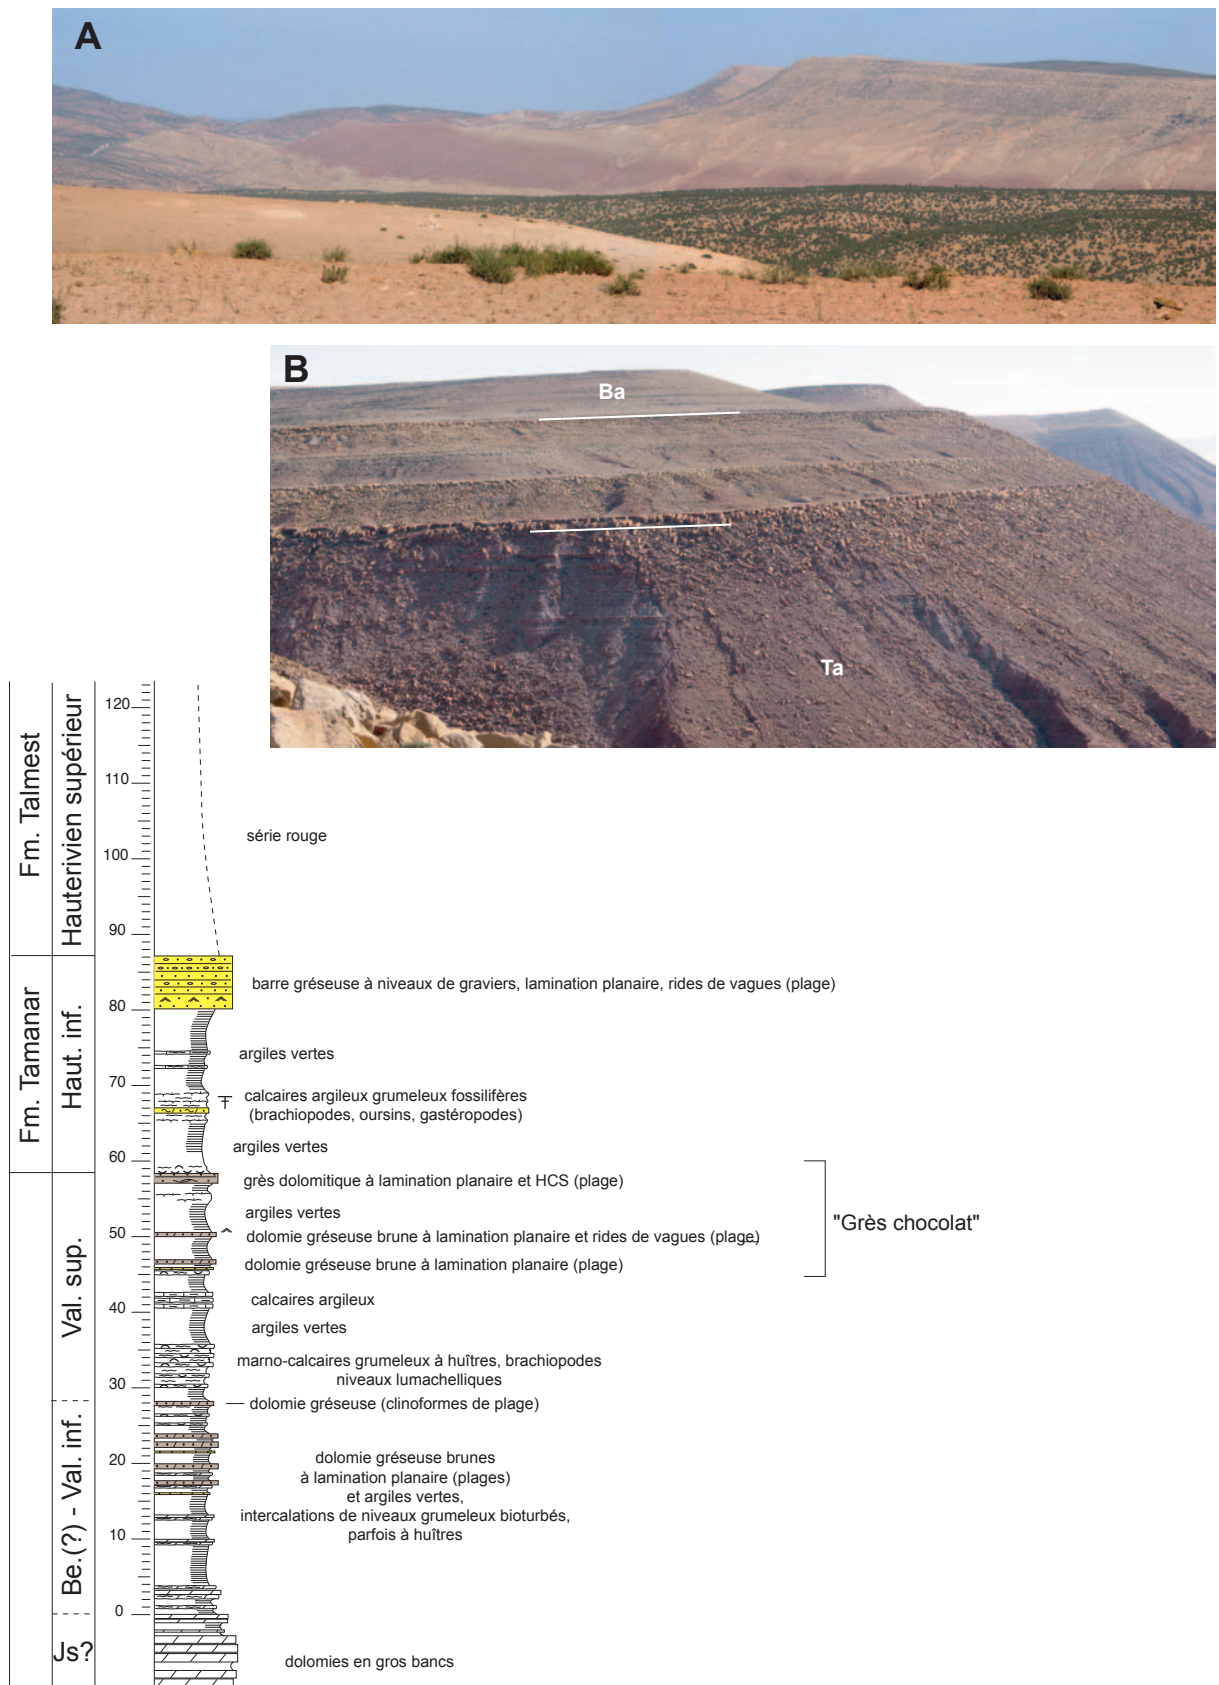 A
B
Ba
Ta
Fm. Talmest
Hauterivien supérieur
Fm. Tamanar
Haut. inf.
Val. sup.
Be.(?) - Val. inf.
Js?
120
110
100
90
80
70
60
50
40
30
20
10
0
série rouge
barre gréseuse à niveaux de graviers, lamination planaire, rides de vagues (plage)
argiles vertes
calcaires argileux grumeleux fossilifères
(brachiopodes, oursins, gastéropodes)
argiles vertes
grès dolomitique à lamination planaire et HCS (plage)
argiles vertes
dolomie gréseuse brune à lamination planaire et rides de vagues (plage)
dolomie gréseuse brune à lamination planaire (plage)
"Grès chocolat"
calcaires argileux
argiles vertes
marno-calcaires grumeleux à huîtres, brachiopodes
niveaux lumachelliques
dolomie gréseuse (clinoformes de plage)
dolomie gréseuse brunes
à lamination planaire (plages)
et argiles vertes,
intercalations de niveaux grumeleux bioturbés,
parfois à huîtres
dolomies en gros bancs